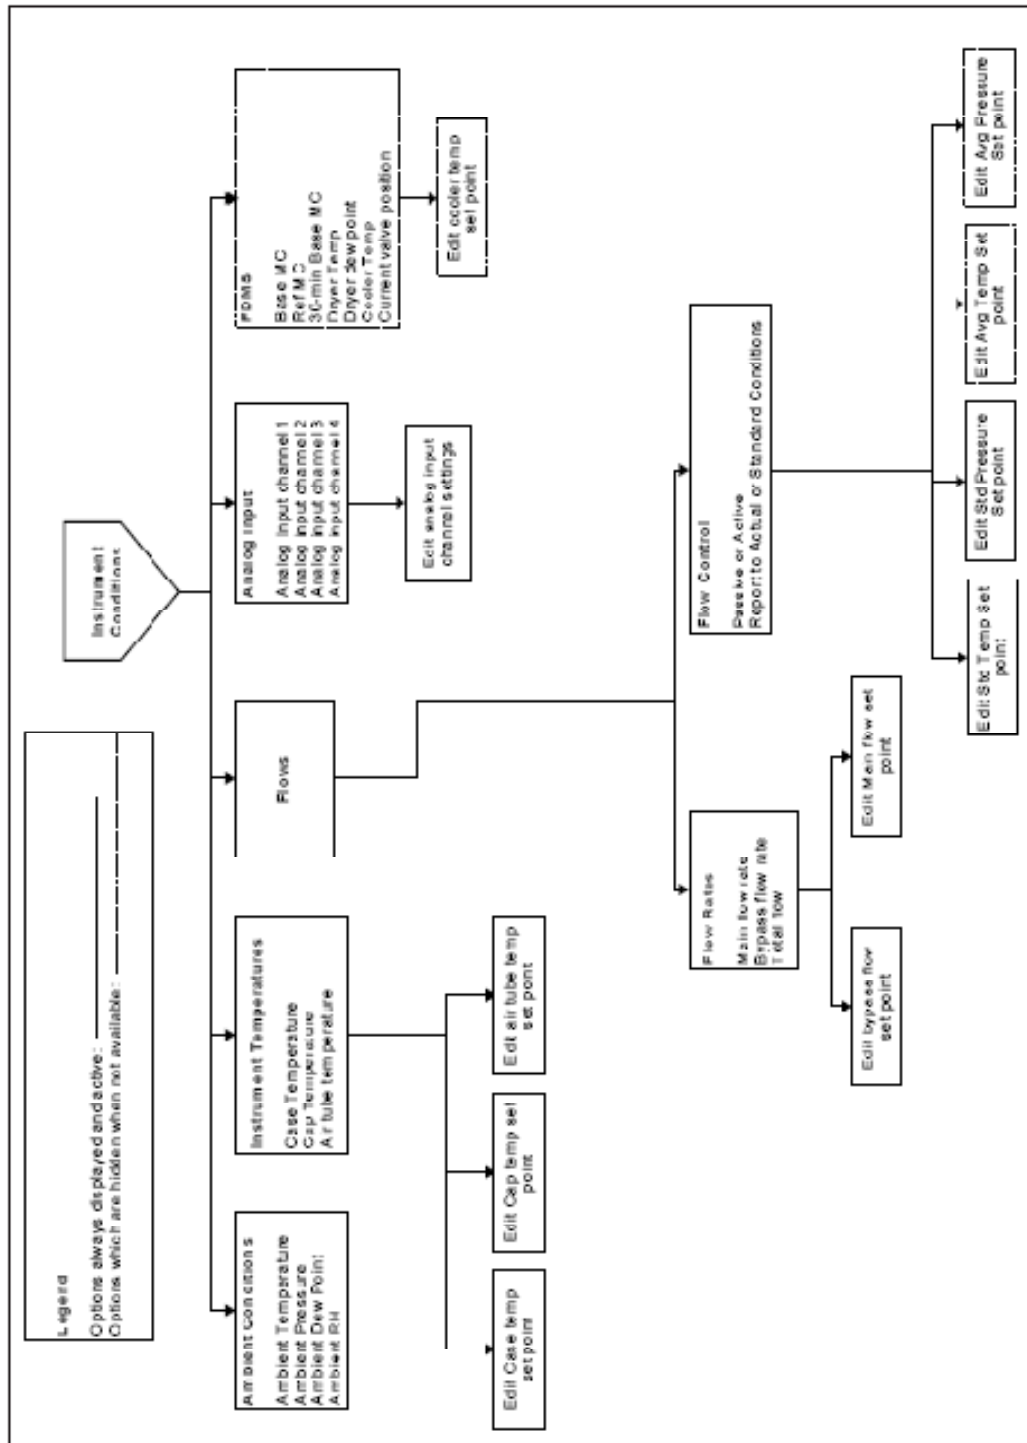 Legend
Options always displayed and active:
Options which are hidden when not available:
Instrument
Conditions
Ambient Conditions
Ambient Temperature
Ambient Pressure
Ambient Dew Point
Ambient RH
Instrument Temperatures
Case Temperature
Cap Temperature
Air tube temperature
Edit Case temp
set point
Edit Cap temp set
point
Edit air tube temp
set point
Flows
Flow Rates
Main flow rate
Bypass flow rate
Total flow
Edit bypass flow
set point
Edit Main flow set
point
Flow Control
Passive or Active
Report to Actual or Standard Conditions
Edit Std Temp Set
point
Edit Std Pressure
Set point
Edit Avg Temp Set
point
Edit Avg Pressure
Set point
Analog Input
Analog Input channel 1
Analog Input channel 2
Analog Input channel 3
Analog Input channel 4
Edit analog input
channel settings
FDMS
Base MC
Ref MC
30-min Base MC
Dryer Temp
Dryer dew point
Cooler Temp
Current valve position
Edit cooler temp
set point